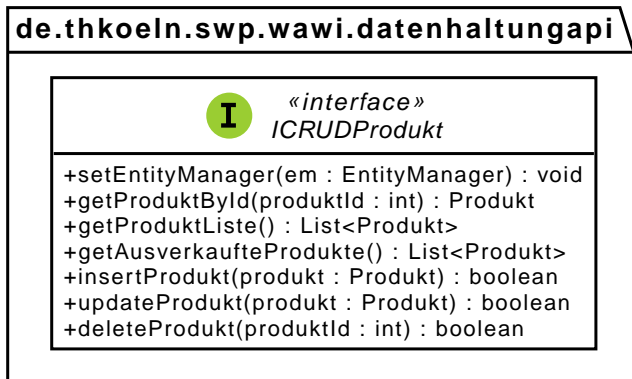 de.thkoeln.swp.wawi.datenhaltungapi
I
«interface»
ICRUDProdukt
+setEntityManager(em : EntityManager) : void
+getProduktById(produktId : int) : Produkt
+getProduktListe() : List<Produkt>
+getAusverkaufteProdukte() : List<Produkt>
+insertProdukt(produkt : Produkt) : boolean
+updateProdukt(produkt : Produkt) : boolean
+deleteProdukt(produktId : int) : boolean